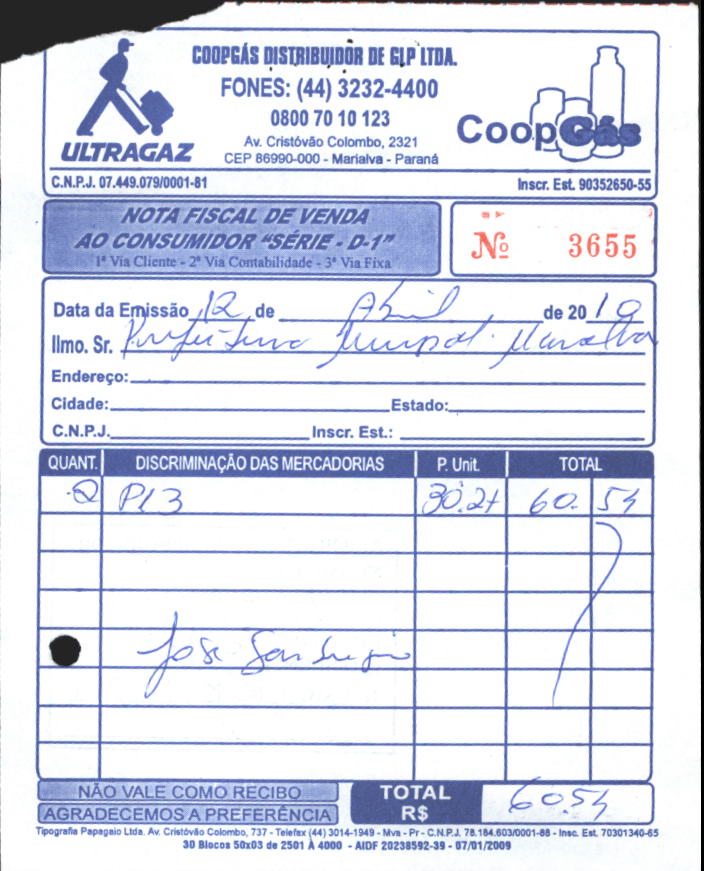 COOPGÁS DISTRIBUIDOR DE GLP LTDA.
FONES: (44) 3232-4400
0800 70 10 123
Av. Cristóvão Colombo, 2321
CEP 86990-000 - Marialva - Paraná
ULTRAGAZ
CoopGás
C.N.P.J. 07.449.079/0001-81 Inscr. Est. 90352650-55
NOTA FISCAL DE VENDA
AO CONSUMIDOR "SÉRIE - D-1"
1ª Via Cliente - 2ª Via Contabilidade - 3ª Via Fixa
Nº 3655
Data da Emissão 12 de Abril de 2010
Ilmo. Sr. Prefeitura Municipal Marialva
Endereço:
Cidade: Estado:
C.N.P.J. Inscr. Est.:
QUANT. DISCRIMINAÇÃO DAS MERCADORIAS P. Unit. TOTAL
2 P13 30.27 60. 54
José
NÃO VALE COMO RECIBO
AGRADECEMOS A PREFERÊNCIA
TOTAL R$ 60.54
Tipografia Papagaio Ltda. Av. Cristóvão Colombo, 737 - Telefax (44) 3014-1949 - Mva - Pr - C.N.P.J. 78.184.603/0001-88 - Insc. Est. 70301340-65
30 Blocos 50x03 de 2501 À 4000 - AIDF 20238592-39 - 07/01/2009